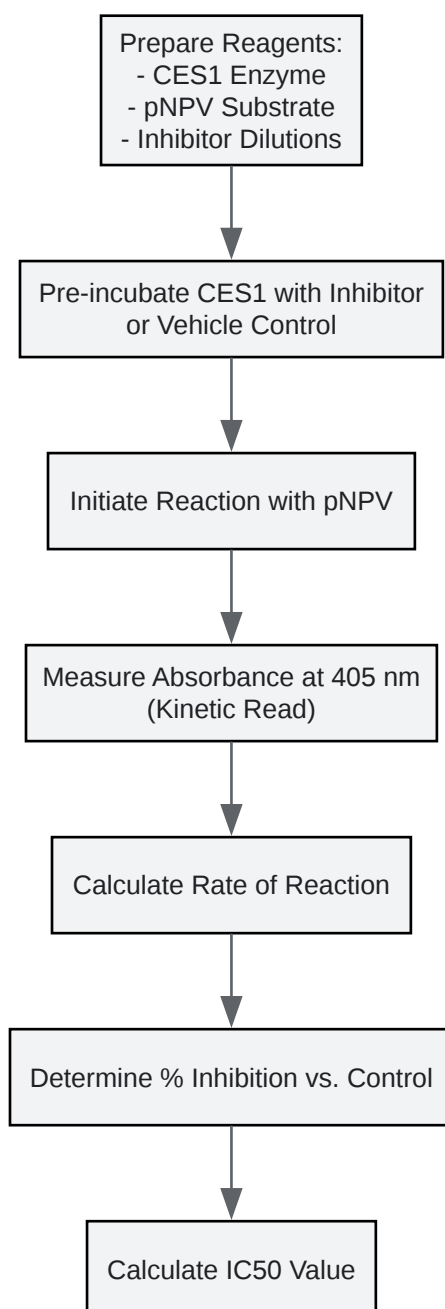 Prepare Reagents:
- CES1 Enzyme
- pNPV Substrate
- Inhibitor Dilutions
Pre-incubate CES1 with Inhibitor
or Vehicle Control
Initiate Reaction with pNPV
Measure Absorbance at 405 nm
(Kinetic Read)
Calculate Rate of Reaction
Determine % Inhibition vs. Control
Calculate IC50 Value